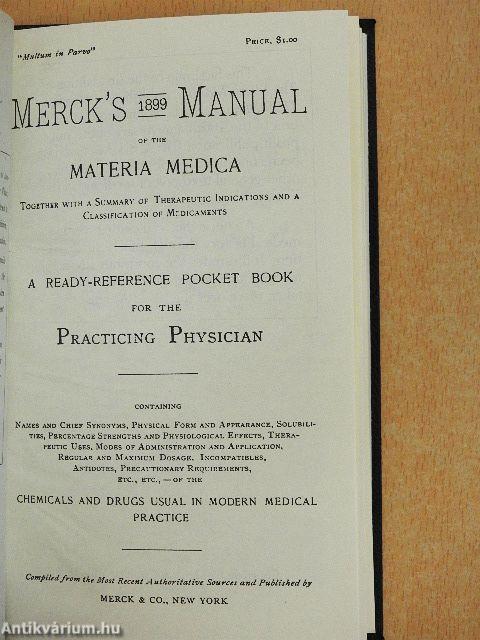 "Multum in Parvo"
PRICE, $1.00
MERCK'S 1899 MANUAL
OF THE
MATERIA MEDICA
TOGETHER WITH A SUMMARY OF THERAPEUTIC INDICATIONS AND A
CLASSIFICATION OF MEDICAMENTS
A READY-REFERENCE POCKET BOOK
FOR THE
PRACTICING PHYSICIAN
CONTAINING
NAMES AND CHIEF SYNONYMS, PHYSICAL FORM AND APPEARANCE, SOLUBILI-
TIES, PERCENTAGE STRENGTHS AND PHYSIOLOGICAL EFFECTS, THERA-
PEUTIC USES, MODES OF ADMINISTRATION AND APPLICATION,
REGULAR AND MAXIMUM DOSAGE, INCOMPATIBLES,
ANTIDOTES, PRECAUTIONARY REQUIREMENTS,
ETC., ETC.,—OF THE
CHEMICALS AND DRUGS USUAL IN MODERN MEDICAL
PRACTICE
Compiled from the Most Recent Authoritative Sources and Published by
MERCK & CO., NEW YORK
Antikvárium.hu